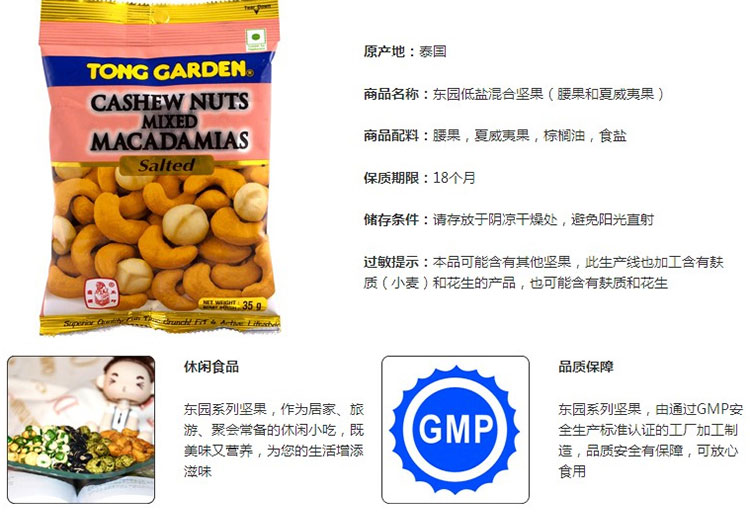 Tear Down
TONG GARDEN®
CASHEW NUTS
MIXED
MACADAMIAS
Salted
NET WEIGHT:
35 g
原产地：泰国
商品名称：东园低盐混合坚果（腰果和夏威夷果）
商品配料：腰果，夏威夷果，棕榈油，食盐
保质期限：18个月
储存条件：请存放于阴凉干燥处，避免阳光直射
过敏提示：本品可能含有其他坚果，此生产线也加工含有麸
质（小麦）和花生的产品，也可能含有麸质和花生
休闲食品
东园系列坚果，作为居家、旅
游、聚会常备的休闲小吃，既
美味又营养，为您的生活增添
滋味
GMP
品质保障
东园系列坚果，由通过GMP安
全生产标准认证的工厂加工制
造，品质安全有保障，可放心
食用